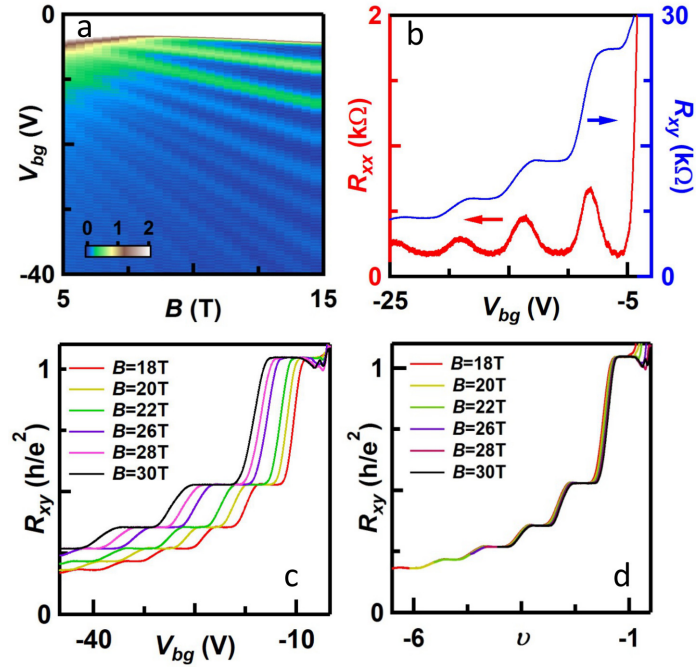 a
0
V_bg (V)
0 1 2
-40
5
B (T)
15
b
2
R_xx (kΩ)
0
30
R_xy (kΩ)
0
-25
V_bg (V)
-5
1
B=18T
B=20T
B=22T
B=26T
B=28T
B=30T
R_xy (h/e²)
c
0
-40
V_bg (V)
-10
1
B=18T
B=20T
B=22T
B=26T
B=28T
B=30T
R_xy (h/e²)
d
0
-6
υ
-1